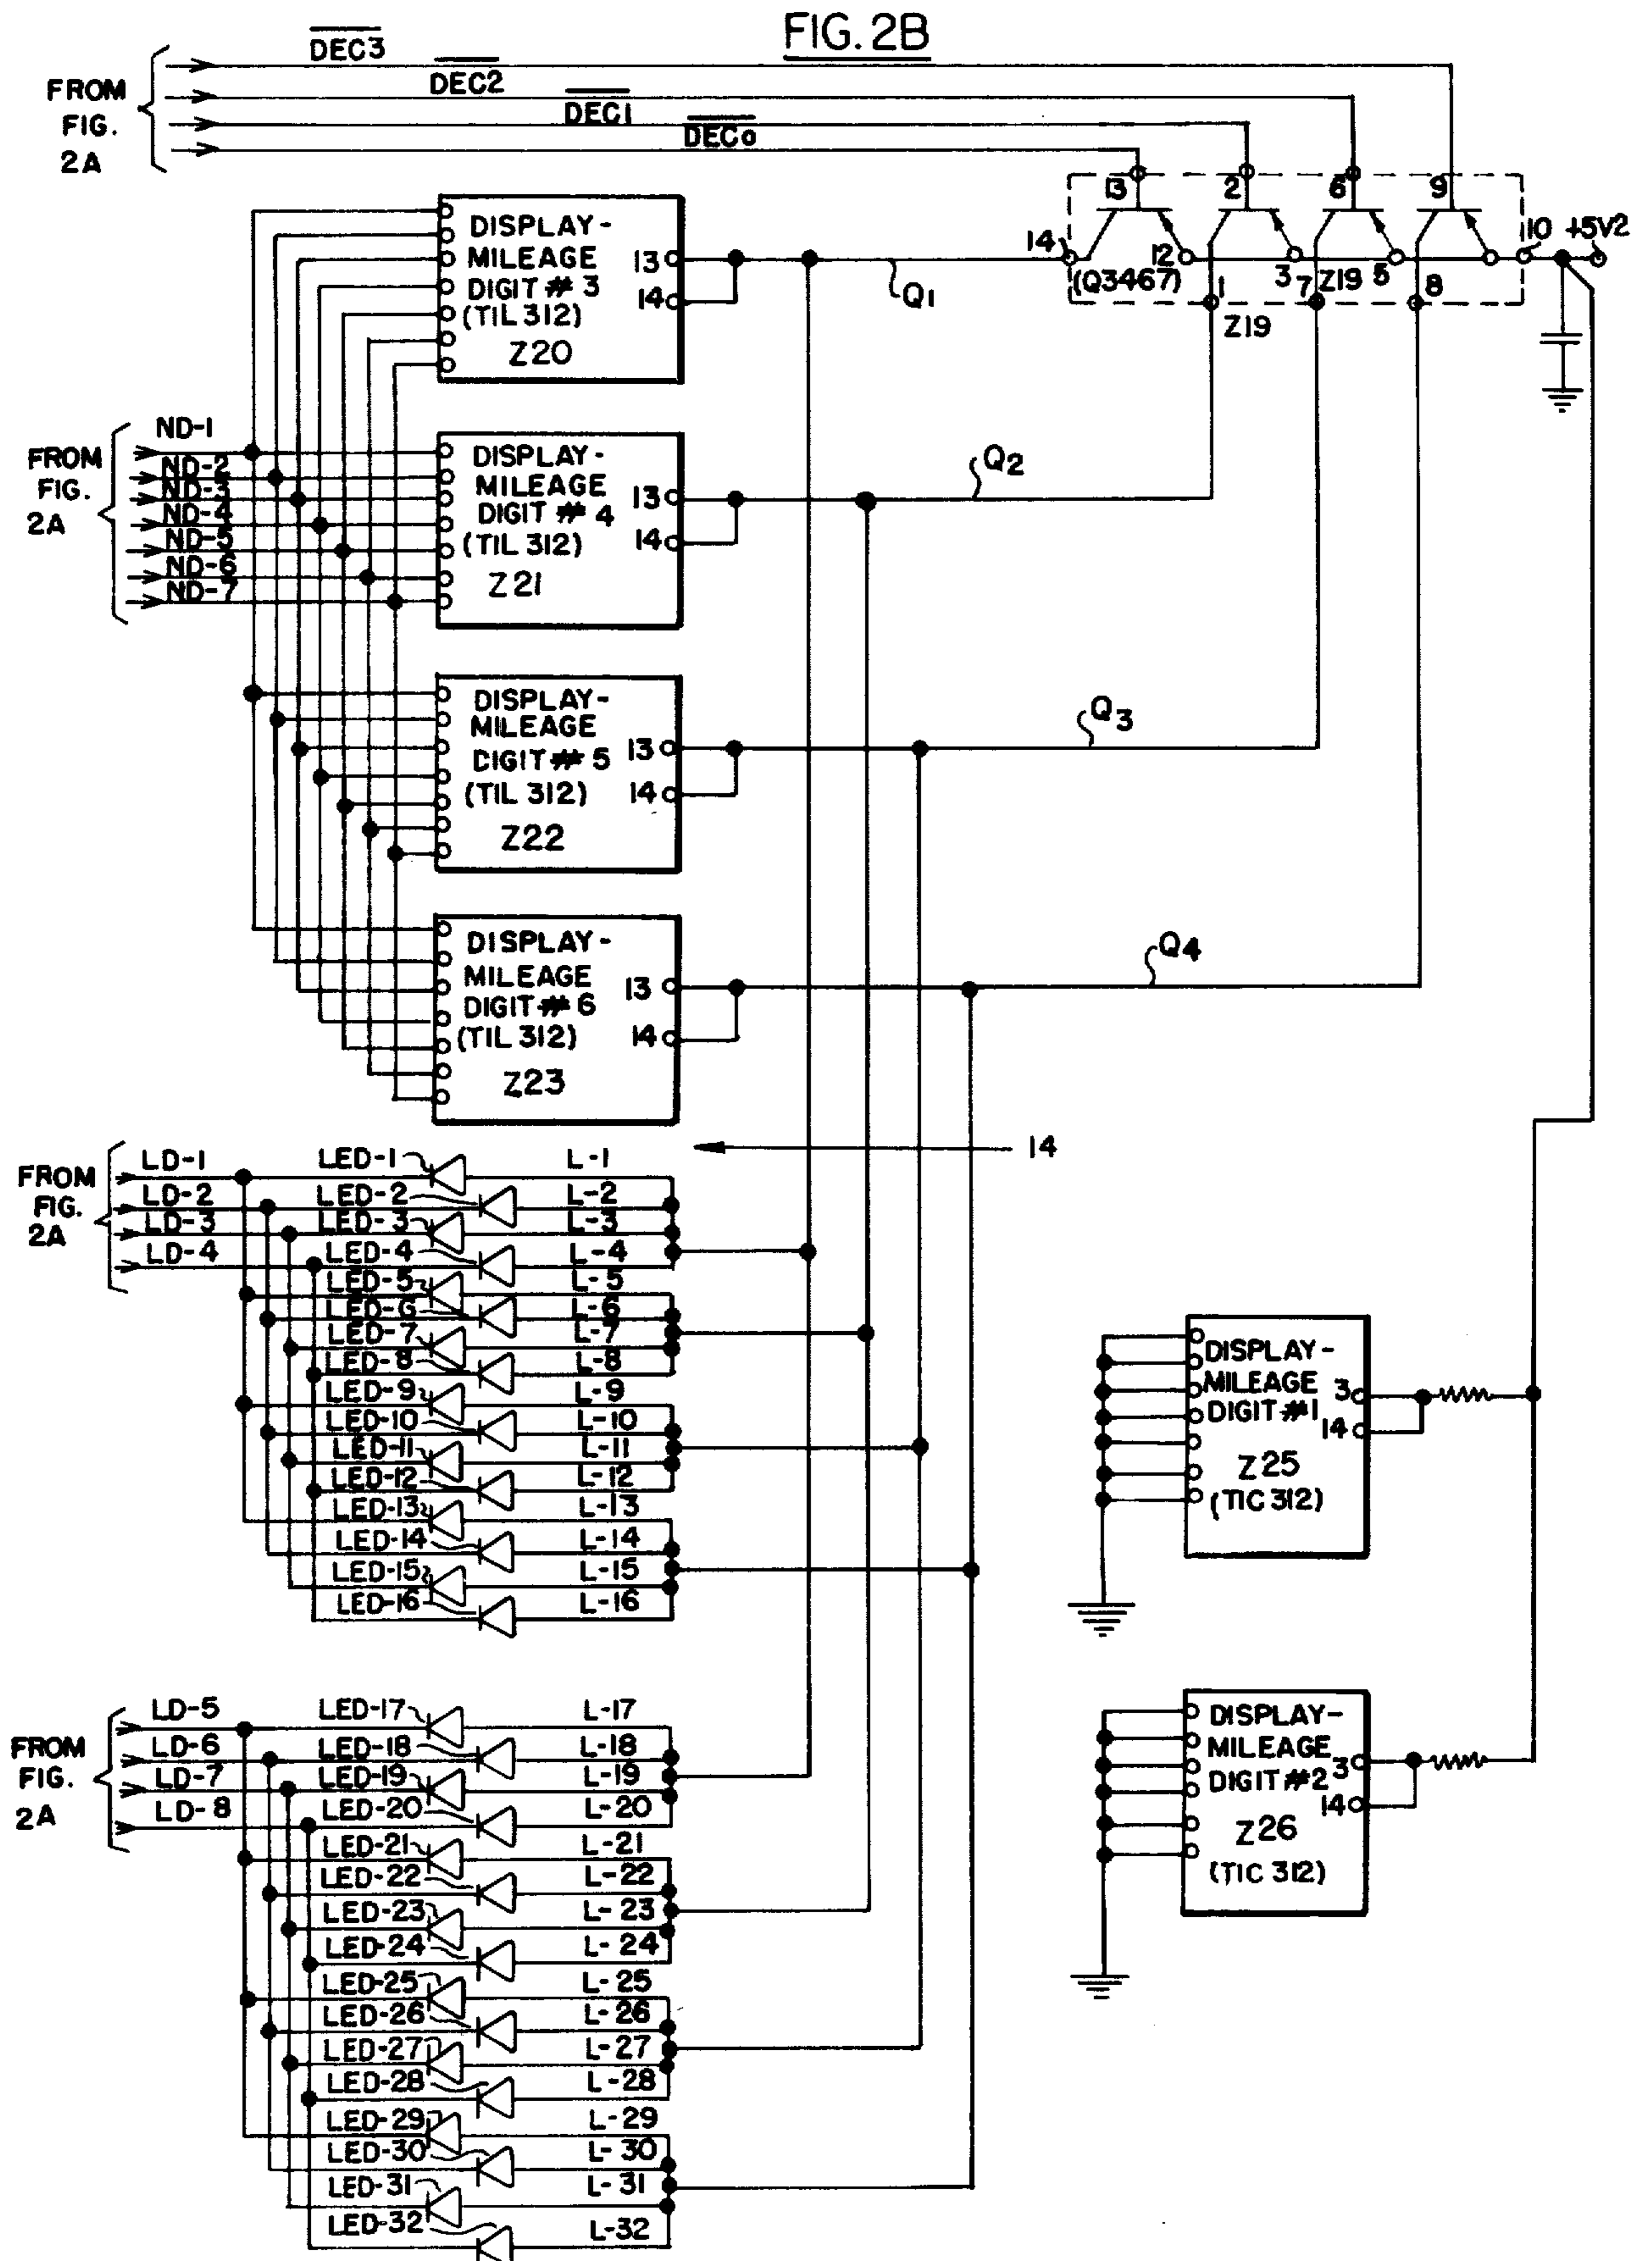 FIG. 2B
DEC3
DEC2
DEC1
DEC0
FROM
FIG.
2A
13
2
6
9
14
12
3
5
10
+5V2
(Q3467)
Z19
1
7
8
Z19
DISPLAY-
MILEAGE
DIGIT # 3
(TIL 312)
Z20
13
14
Q1
FROM
FIG.
2A
ND-1
ND-2
ND-3
ND-4
ND-5
ND-6
ND-7
DISPLAY-
MILEAGE
DIGIT # 4
(TIL 312)
Z21
13
14
Q2
DISPLAY-
MILEAGE
DIGIT # 5
(TIL 312)
Z22
13
14
Q3
DISPLAY-
MILEAGE
DIGIT # 6
(TIL 312)
Z23
13
14
Q4
14
FROM
FIG.
2A
LD-1
LD-2
LD-3
LD-4
LED-1 L-1
LED-2 L-2
LED-3 L-3
LED-4 L-4
LED-5 L-5
LED-6 L-6
LED-7 L-7
LED-8 L-8
LED-9 L-9
LED-10 L-10
LED-11 L-11
LED-12 L-12
LED-13 L-13
LED-14 L-14
LED-15 L-15
LED-16 L-16
DISPLAY-
MILEAGE
DIGIT #1
Z25
(TIC 312)
3
14
FROM
FIG.
2A
LD-5
LD-6
LD-7
LD-8
LED-17 L-17
LED-18 L-18
LED-19 L-19
LED-20 L-20
LED-21 L-21
LED-22 L-22
LED-23 L-23
LED-24 L-24
LED-25 L-25
LED-26 L-26
LED-27 L-27
LED-28 L-28
LED-29 L-29
LED-30 L-30
LED-31 L-31
LED-32 L-32
DISPLAY-
MILEAGE
DIGIT #2
Z26
(TIC 312)
3
14